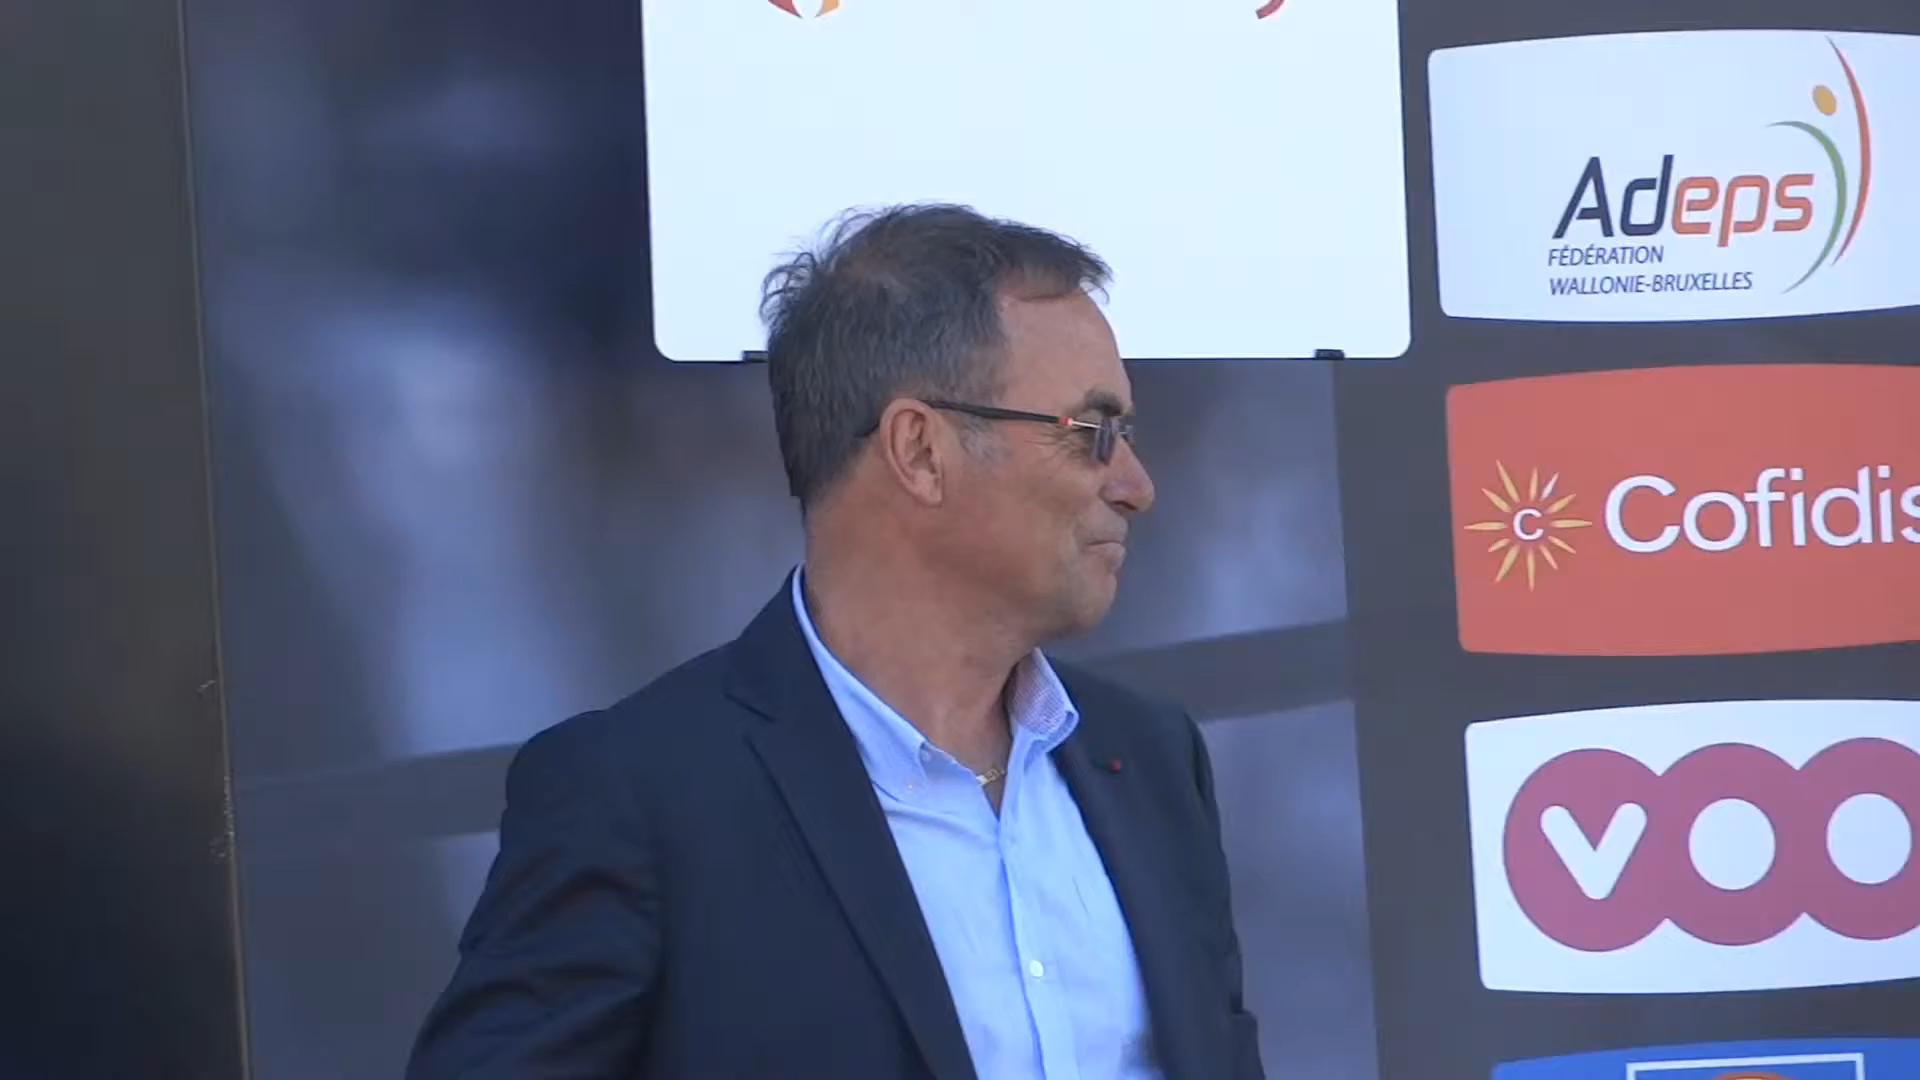 Adeps
FÉDÉRATION
WALLONIE-BRUXELLES
C
Cofidis
VOO